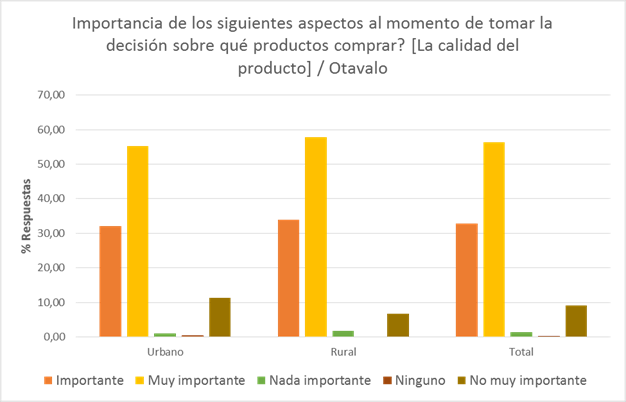 Importancia de los siguientes aspectos al momento de tomar la
decisión sobre qué productos comprar? [La calidad del
producto] / Otavalo
70,00
60,00
50,00
40,00
30,00
20,00
10,00
0,00
% Respuestas
Urbano Rural Total
Importante Muy importante Nada importante Ninguno No muy importante